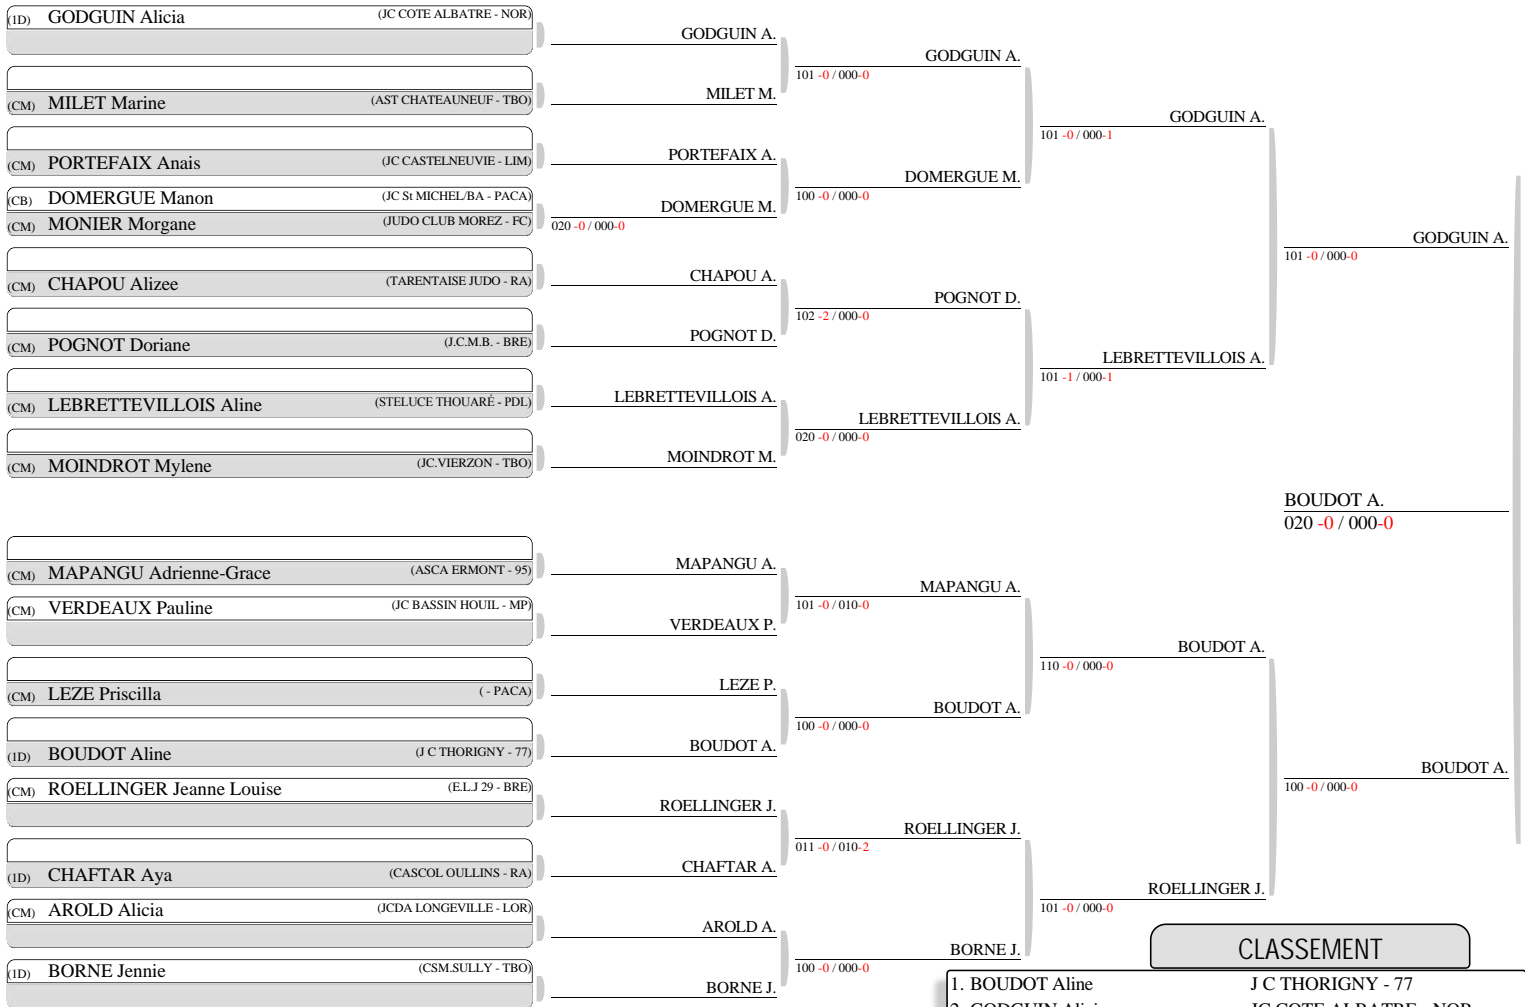 (1D) GODGUIN Alicia (JC COTE ALBATRE - NOR)
(CM) MILET Marine (AST CHATEAUNEUF - TBO)
(CM) PORTEFAIX Anais (JC CASTELNEUVIE - LIM)
(CB) DOMERGUE Manon (JC St MICHEL/BA - PACA)
(CM) MONIER Morgane (JUDO CLUB MOREZ - FC)
(CM) CHAPOU Alizee (TARENTAISE JUDO - RA)
(CM) POGNOT Doriane (J.C.M.B. - BRE)
(CM) LEBRETTEVILLOIS Aline (STELUCE THOUARÉ - PDL)
(CM) MOINDROT Mylene (JC.VIERZON - TBO)
(CM) MAPANGU Adrienne-Grace (ASCA ERMONT - 95)
(CM) VERDEAUX Pauline (JC BASSIN HOUIL - MP)
(CM) LEZE Priscilla ( - PACA)
(1D) BOUDOT Aline (J C THORIGNY - 77)
(CM) ROELLINGER Jeanne Louise (E.L.J 29 - BRE)
(1D) CHAFTAR Aya (CASCOL OULLINS - RA)
(CM) AROLD Alicia (JCDA LONGEVILLE - LOR)
(1D) BORNE Jennie (CSM.SULLY - TBO)
GODGUIN A.
MILET M.
PORTEFAIX A.
DOMERGUE M.
020 -0 / 000-0
CHAPOU A.
POGNOT D.
LEBRETTEVILLOIS A.
MOINDROT M.
MAPANGU A.
VERDEAUX P.
LEZE P.
BOUDOT A.
ROELLINGER J.
CHAFTAR A.
AROLD A.
BORNE J.
GODGUIN A.
101 -0 / 000-0
DOMERGUE M.
100 -0 / 000-0
POGNOT D.
102 -2 / 000-0
LEBRETTEVILLOIS A.
020 -0 / 000-0
MAPANGU A.
101 -0 / 010-0
BOUDOT A.
100 -0 / 000-0
ROELLINGER J.
011 -0 / 010-2
BORNE J.
100 -0 / 000-0
GODGUIN A.
101 -0 / 000-1
LEBRETTEVILLOIS A.
101 -1 / 000-1
BOUDOT A.
110 -0 / 000-0
ROELLINGER J.
101 -0 / 000-0
GODGUIN A.
101 -0 / 000-0
BOUDOT A.
020 -0 / 000-0
BOUDOT A.
100 -0 / 000-0
CLASSEMENT
1. BOUDOT Aline J C THORIGNY - 77
2. GODGUIN Alicia JC COTE ALBATRE - NOR